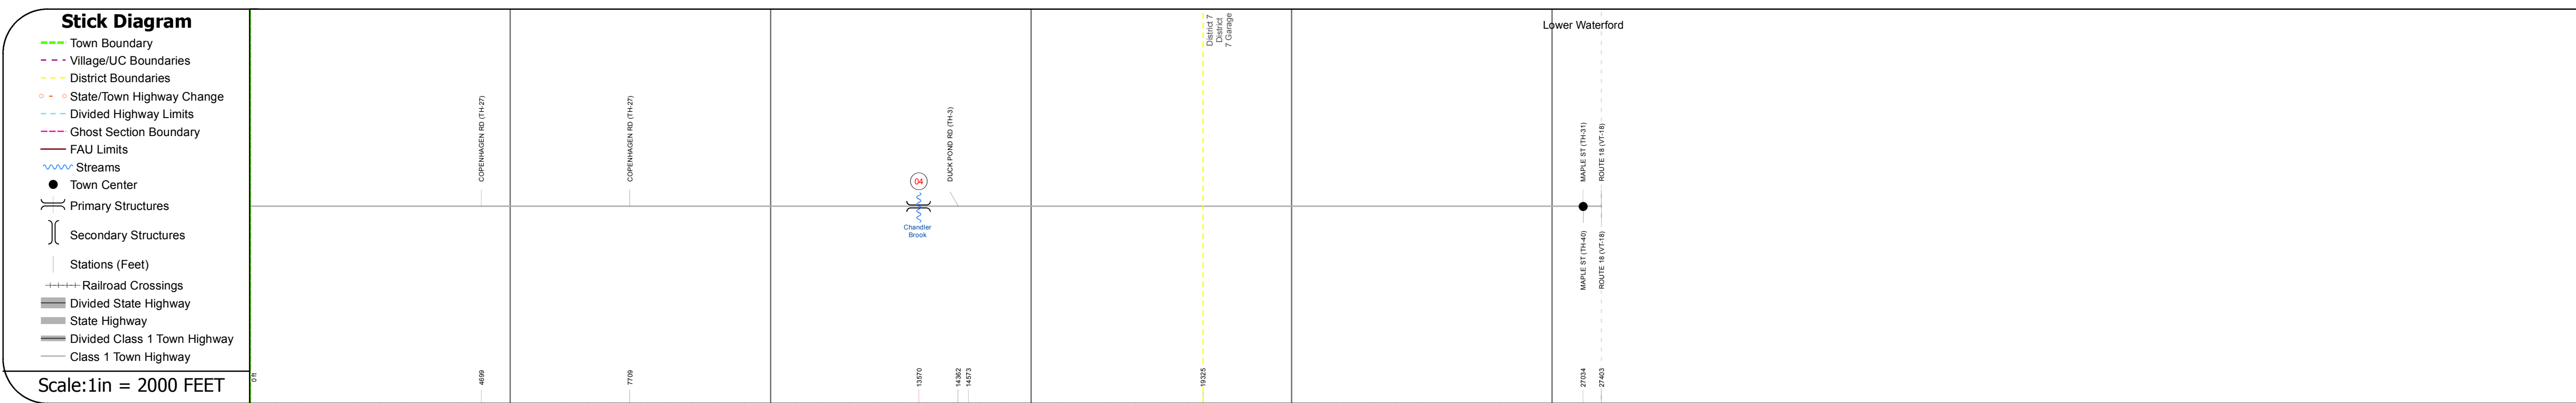 Stick Diagram
Town Boundary
Village/UC Boundaries
District Boundaries
State/Town Highway Change
Divided Highway Limits
Ghost Section Boundary
FAU Limits
Streams
Town Center
Primary Structures
Secondary Structures
Stations (Feet)
Railroad Crossings
Divided State Highway
State Highway
Divided Class 1 Town Highway
Class 1 Town Highway
Scale:1in = 2000 FEET
0 ft
COPENHAGEN RD (TH-27)
4699
COPENHAGEN RD (TH-27)
7709
04
Chandler
Brook
13570
DUCK POND RD (TH-3)
14362
14573
District 7
District
7 Garage
19325
Lower Waterford
MAPLE ST (TH-31)
ROUTE 18 (VT-18)
MAPLE ST (TH-40)
ROUTE 18 (VT-18)
27034
27403